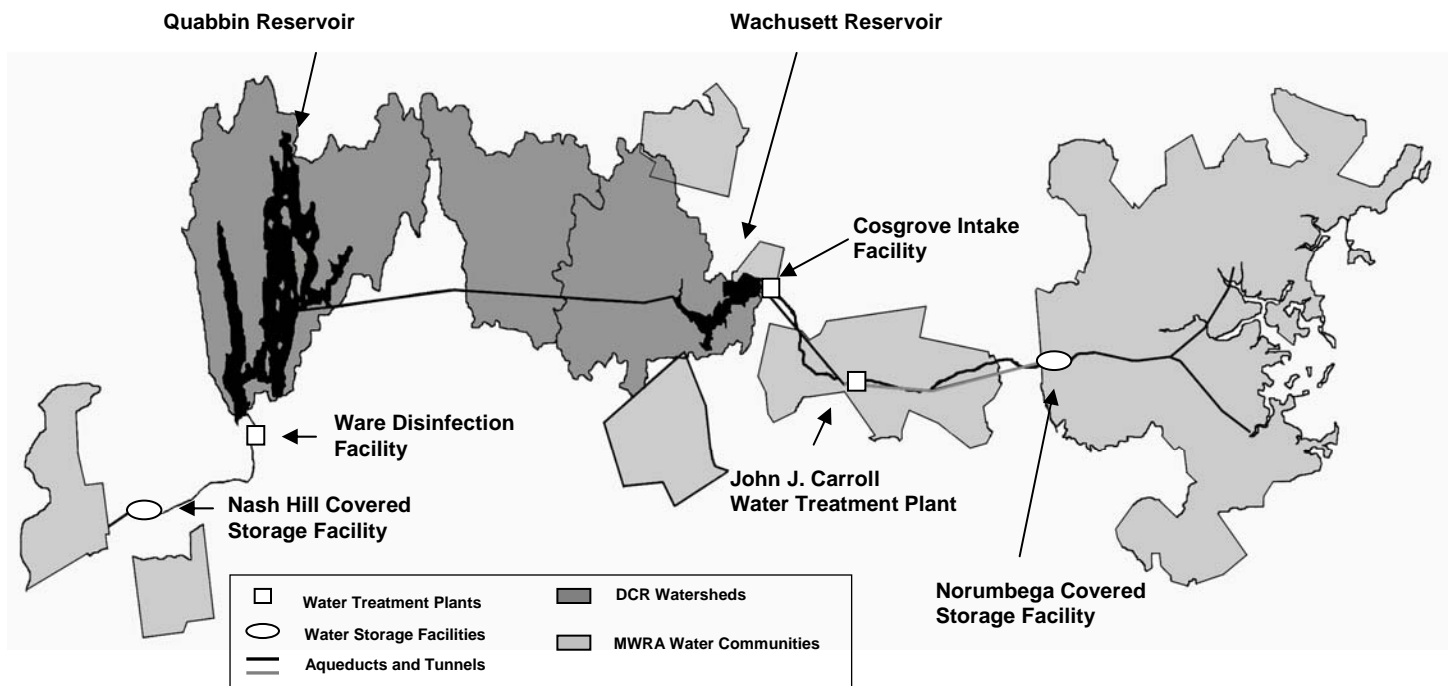 Quabbin Reservoir
Wachusett Reservoir
Cosgrove Intake
Facility
Ware Disinfection
Facility
Nash Hill Covered
Storage Facility
John J. Carroll
Water Treatment Plant
Norumbega Covered
Storage Facility
Water Treatment Plants
DCR Watersheds
Water Storage Facilities
MWRA Water Communities
Aqueducts and Tunnels